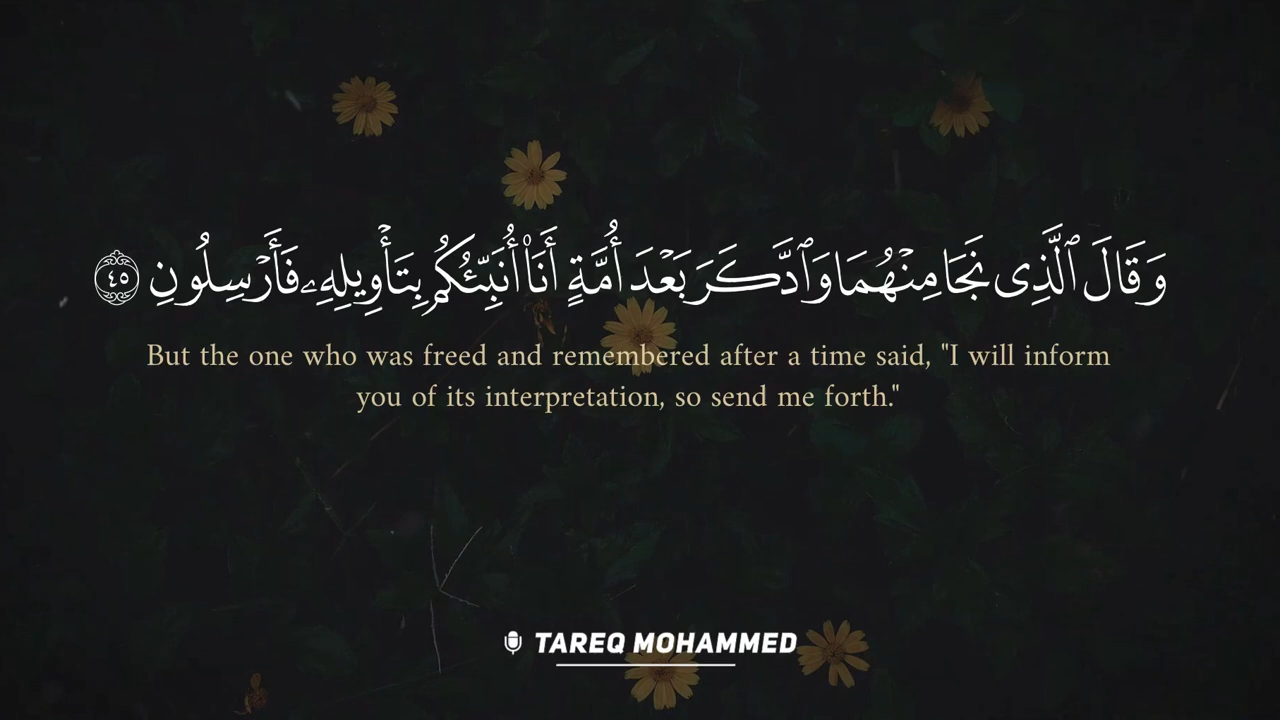 وَقَالَ ٱلَّذِى نَجَا مِنْهُمَا وَٱدَّكَرَ بَعْدَ أُمَّةٍ أَنَا۠ أُنَبِّئُكُم بِتَأْوِيلِهِۦ فَأَرْسِلُونِ ٤٥
But the one who was freed and remembered after a time said, "I will inform
you of its interpretation, so send me forth."
TAREQ MOHAMMED